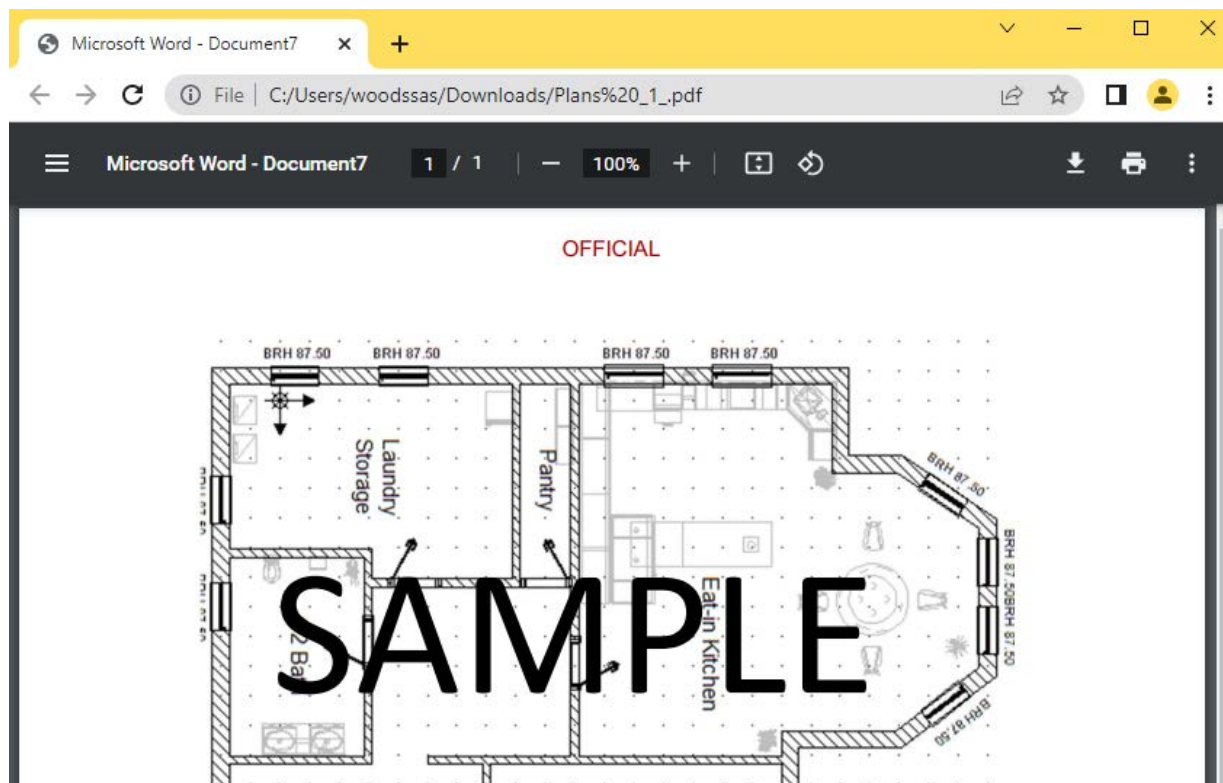 Microsoft Word - Document7
File | C:/Users/woodssas/Downloads/Plans%20_1_.pdf
Microsoft Word - Document7 1 / 1 100%
OFFICIAL
BRH 87.50 BRH 87.50 BRH 87.50 BRH 87.50
Laundry
Storage
Pantry
BRH 87.50
BRH 87.50
BRH 87.50
SAMPLE
Eat-in Kitchen
BRH 87.50